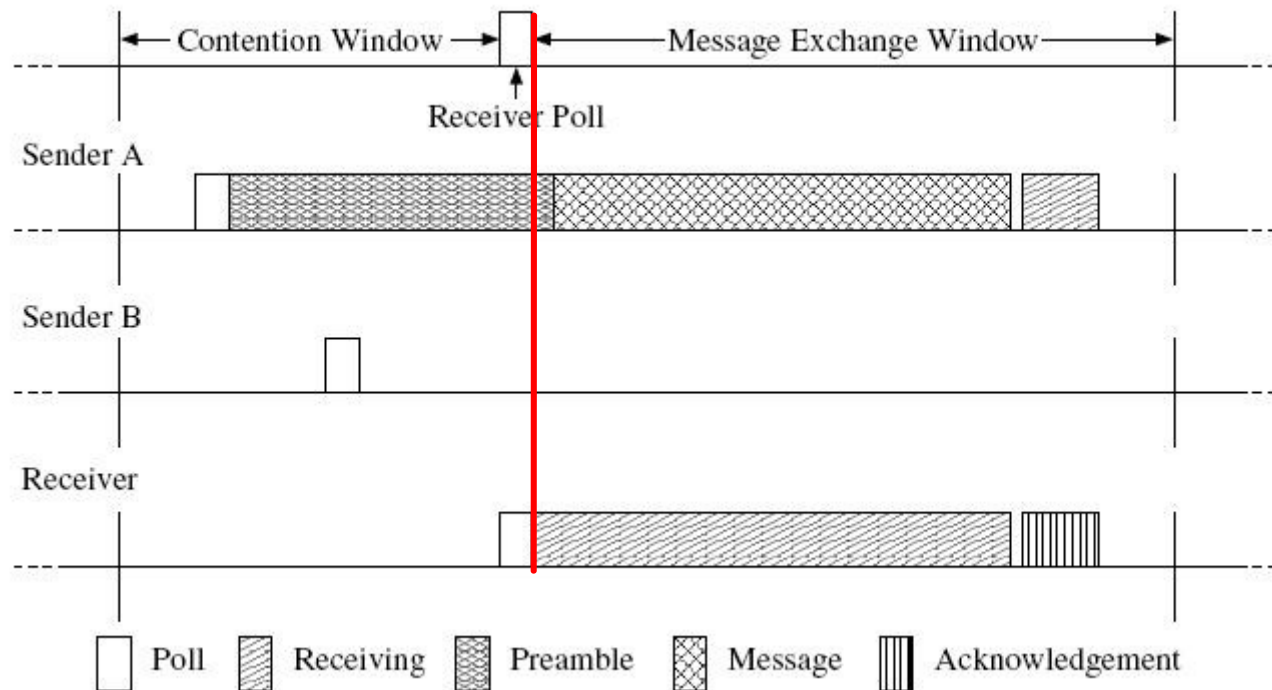 Contention Window
Message Exchange Window
Receiver Poll
Sender A
Sender B
Receiver
Poll
Receiving
Preamble
Message
Acknowledgement